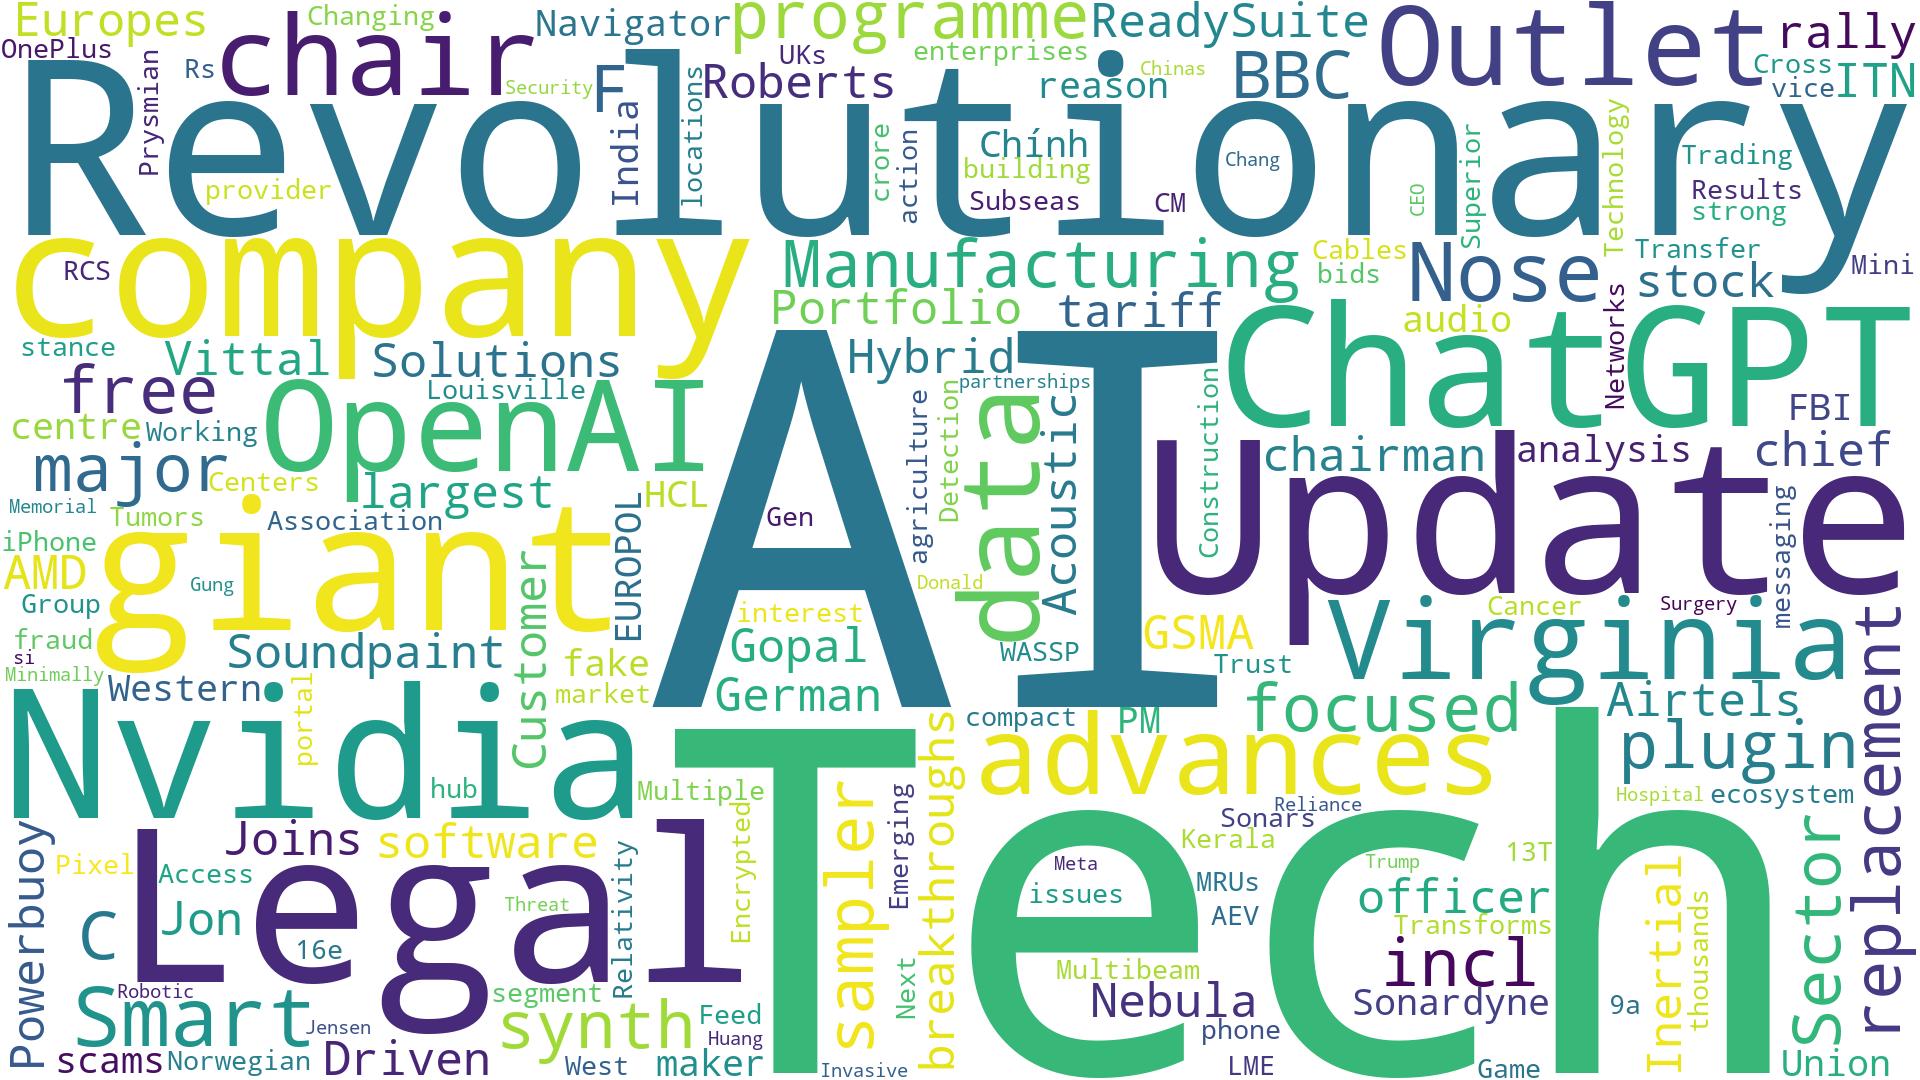 Europes
Changing
Navigator
programme
ReadySuite
Outlet
rally
OnePlus
Prysmian
Rs
chair
Security
F
Roberts
UKs
enterprises
reason
Chinas
BBC
Cross
vice
ITN
Revolutionary
provider
India
locations
crore
action
Chính
building
Subseas
CM
Chang
CEO
Superior
Technology
Trading
Results
strong
company
RCS
Manufacturing
Cables
bids
Nose
Transfer
stock
Mini
Portfolio
tariff
stance
Vittal
Solutions
Hybrid
ChatGPT
audio
Networks
free
Louisville
OpenAI
AI
partnerships
data
Acoustic
Construction
FBI
centre
Working
agriculture
Detection
chairman
analysis
chief
major
Centers
largest
HCL
Update
Memorial
Tumors
Association
EUROPOL
Gen
messaging
iPhone
AMD
giant
Gung
Customer
Donald
Group
interest
GSMA
Cancer
Surgery
fraud
si
Minimally
Soundpaint
fake
Gopal
WASSP
Trust
Virginia
replacement
Western
portal
market
German
compact
PM
focused
Airtels
Nvidia
hub
Multiple
Tech
advances
plugin
breakthroughs
sampler
Emerging
Encrypted
Reliance
Sonars
Hospital
ecosystem
Powerbuoy
Joins
software
Kerala
13T
Sector
Pixel
Access
Legal
Relativity
Meta
issues
MRUs
Trump
officer
C
Jon
Threat
AEV
Transforms
Inertial
thousands
16e
incl
Multibeam
Next
Robotic
segment
Nebula
Sonardyne
9a
Smart
Jensen
synth
Feed
Huang
phone
scams
Norwegian
Driven
West
maker
Invasive
LME
Game
Union